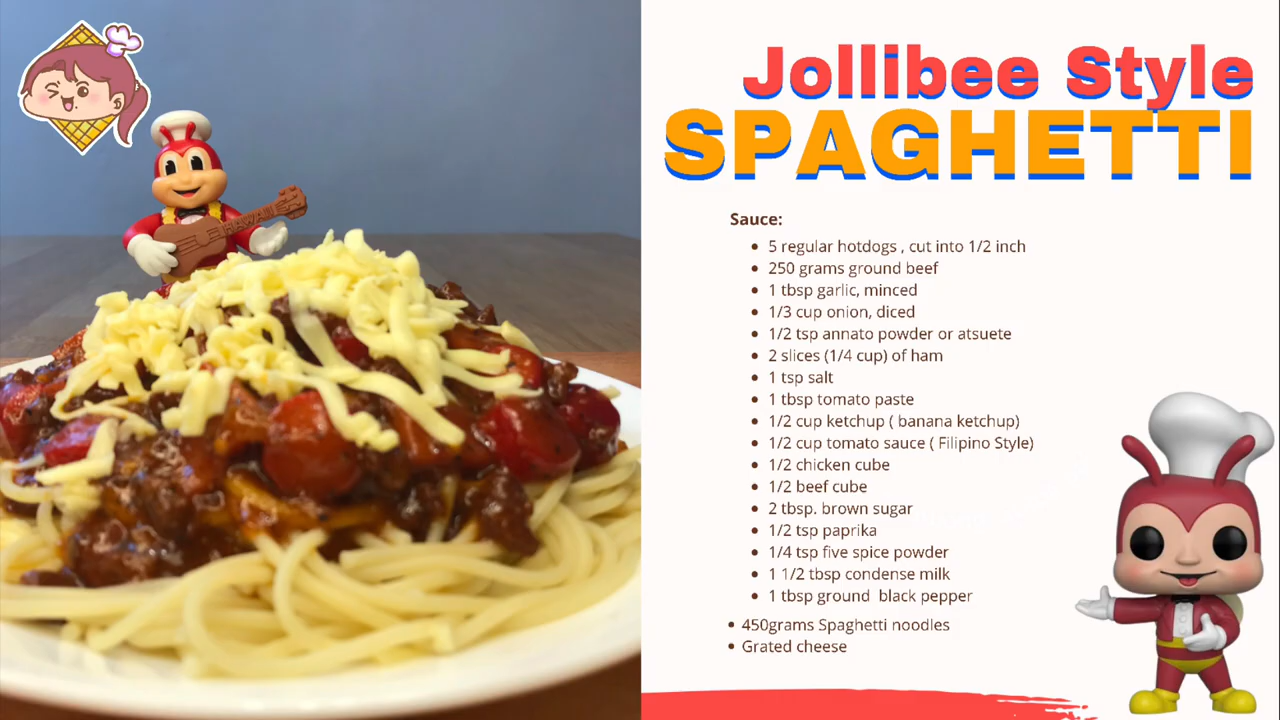 Jollibee Style
SPAGHETTI
Sauce:
• 5 regular hotdogs , cut into 1/2 inch
• 250 grams ground beef
• 1 tbsp garlic, minced
• 1/3 cup onion, diced
• 1/2 tsp annato powder or atsuete
• 2 slices (1/4 cup) of ham
• 1 tsp salt
• 1 tbsp tomato paste
• 1/2 cup ketchup ( banana ketchup)
• 1/2 cup tomato sauce ( Filipino Style)
• 1/2 chicken cube
• 1/2 beef cube
• 2 tbsp. brown sugar
• 1/2 tsp paprika
• 1/4 tsp five spice powder
• 1 1/2 tbsp condense milk
• 1 tbsp ground  black pepper
• 450grams Spaghetti noodles
• Grated cheese
HAWAII